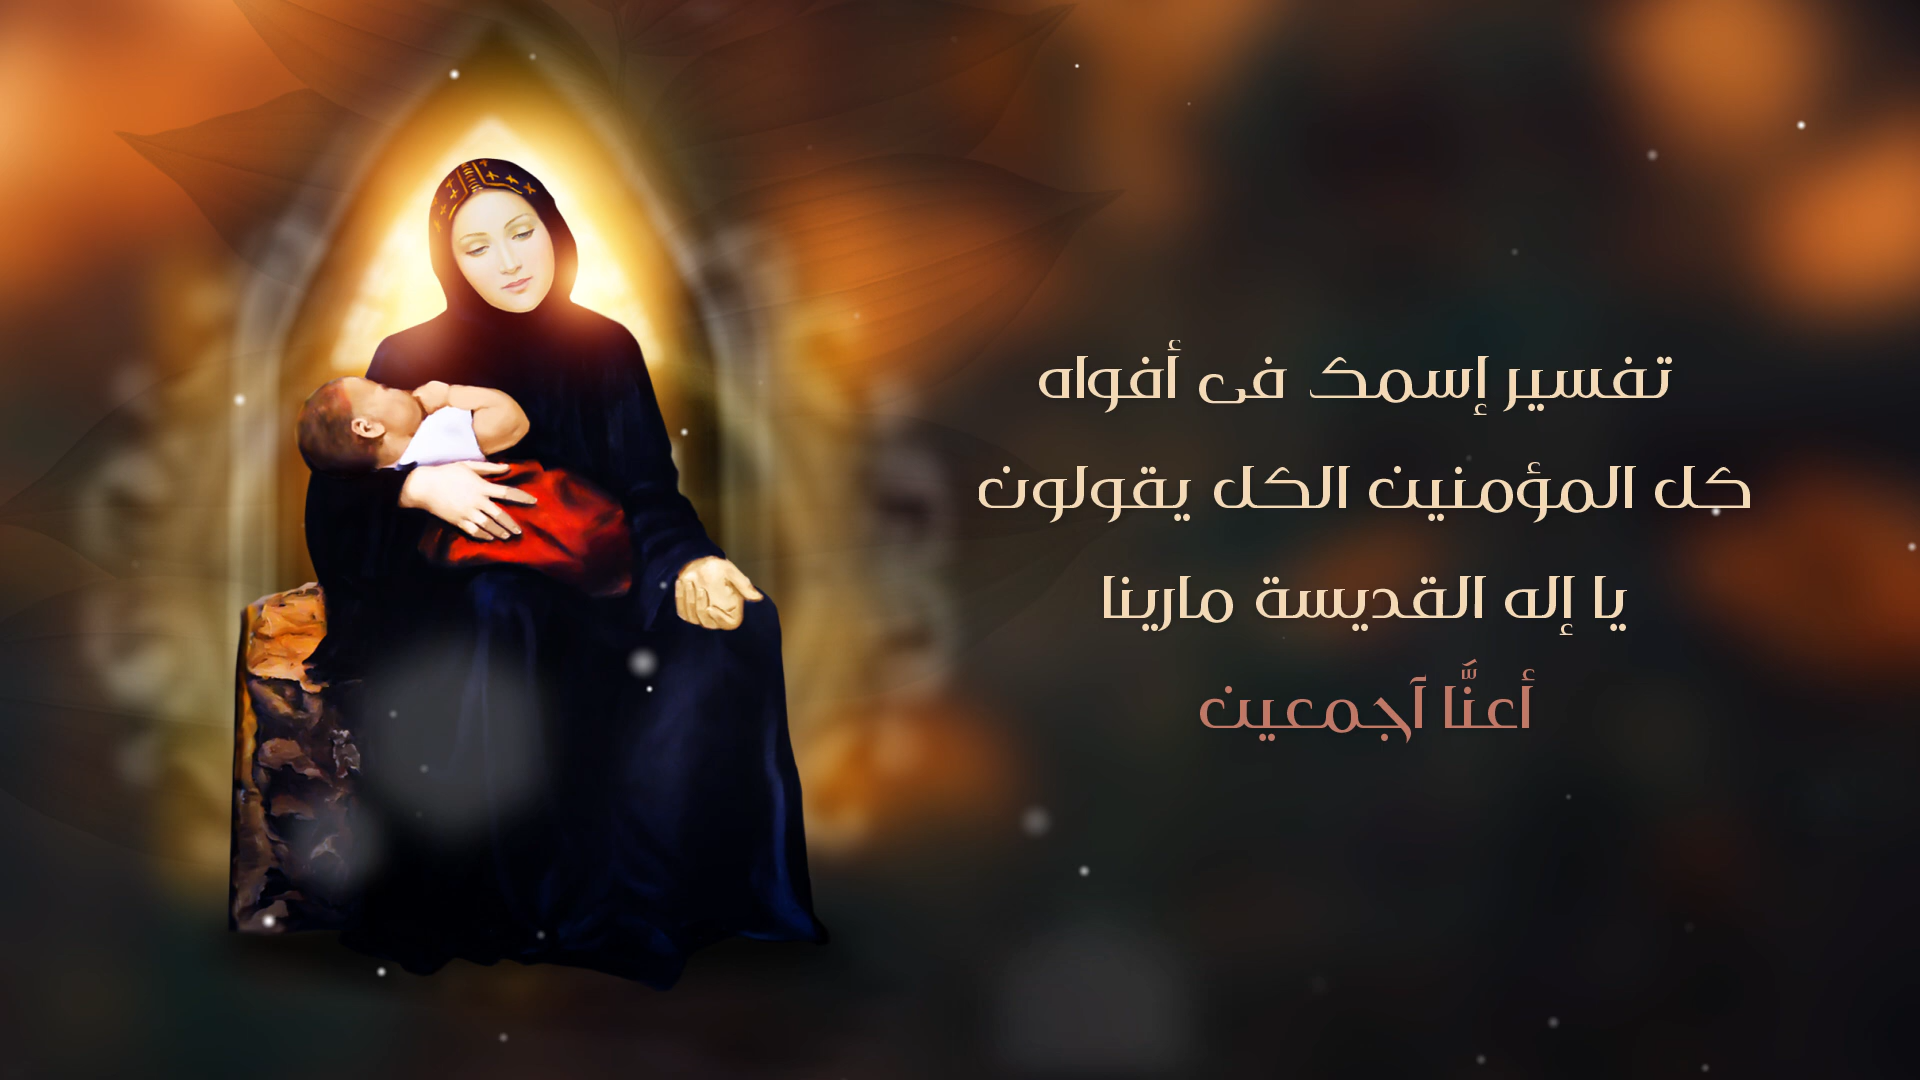 تفسير إسمك فى أفواه
كل المؤمنين الكل يقولون
يا إله القديسة مارينا
أعنَّا آجمعين